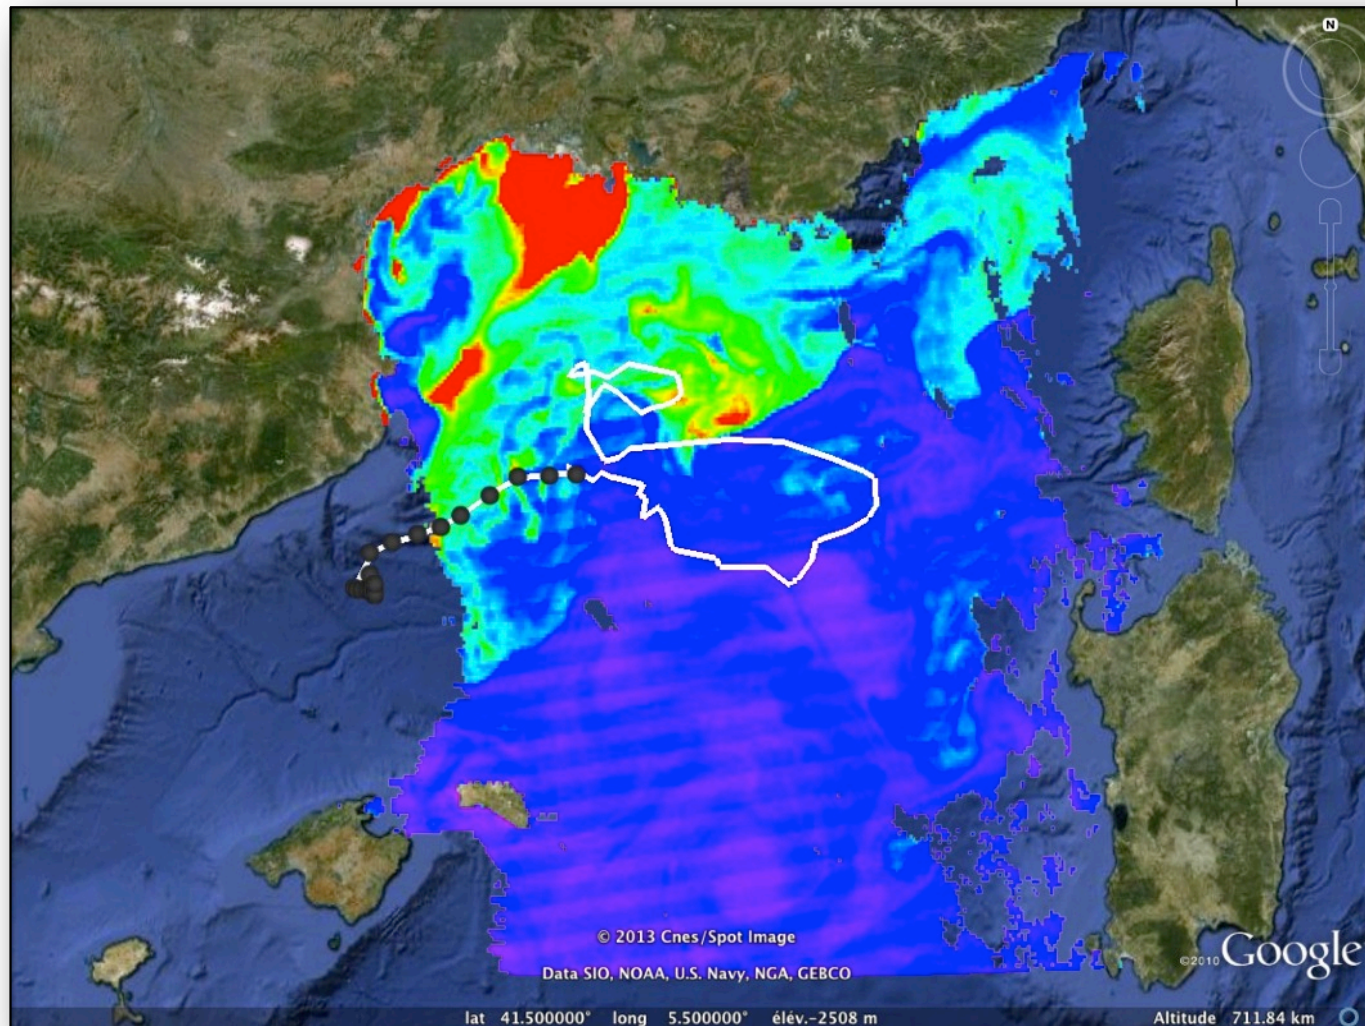 N
© 2013 Cnes/Spot Image
©2010 Google
Data SIO, NOAA, U.S. Navy, NGA, GEBCO
lat 41.500000° long 5.500000° élév.-2508 m Altitude 711.84 km